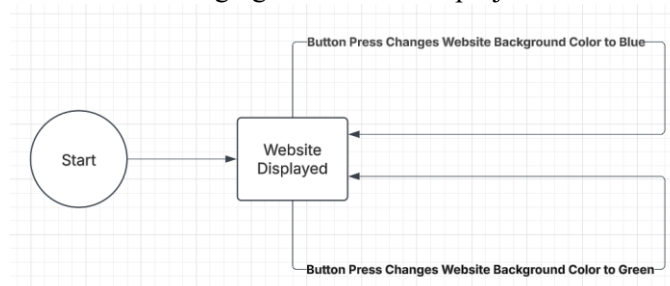 Button Press Changes Website Background Color to Blue
Start
Website
Displayed
Button Press Changes Website Background Color to Green